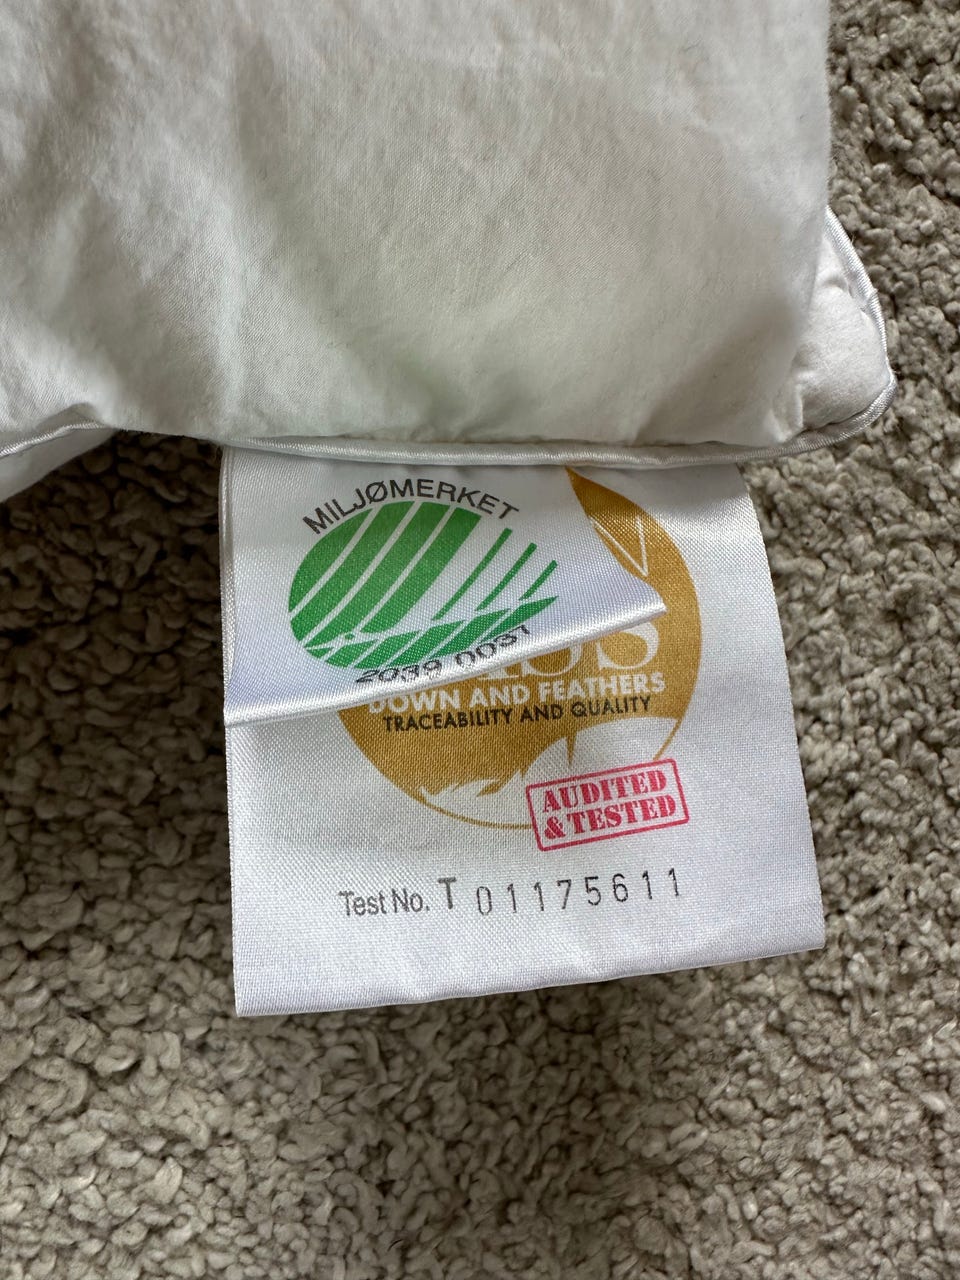 MILJØMERKET
2039 0031
DOWN AND FEATHERS
TRACEABILITY AND QUALITY
AUDITED
& TESTED
Test No. T 01175611